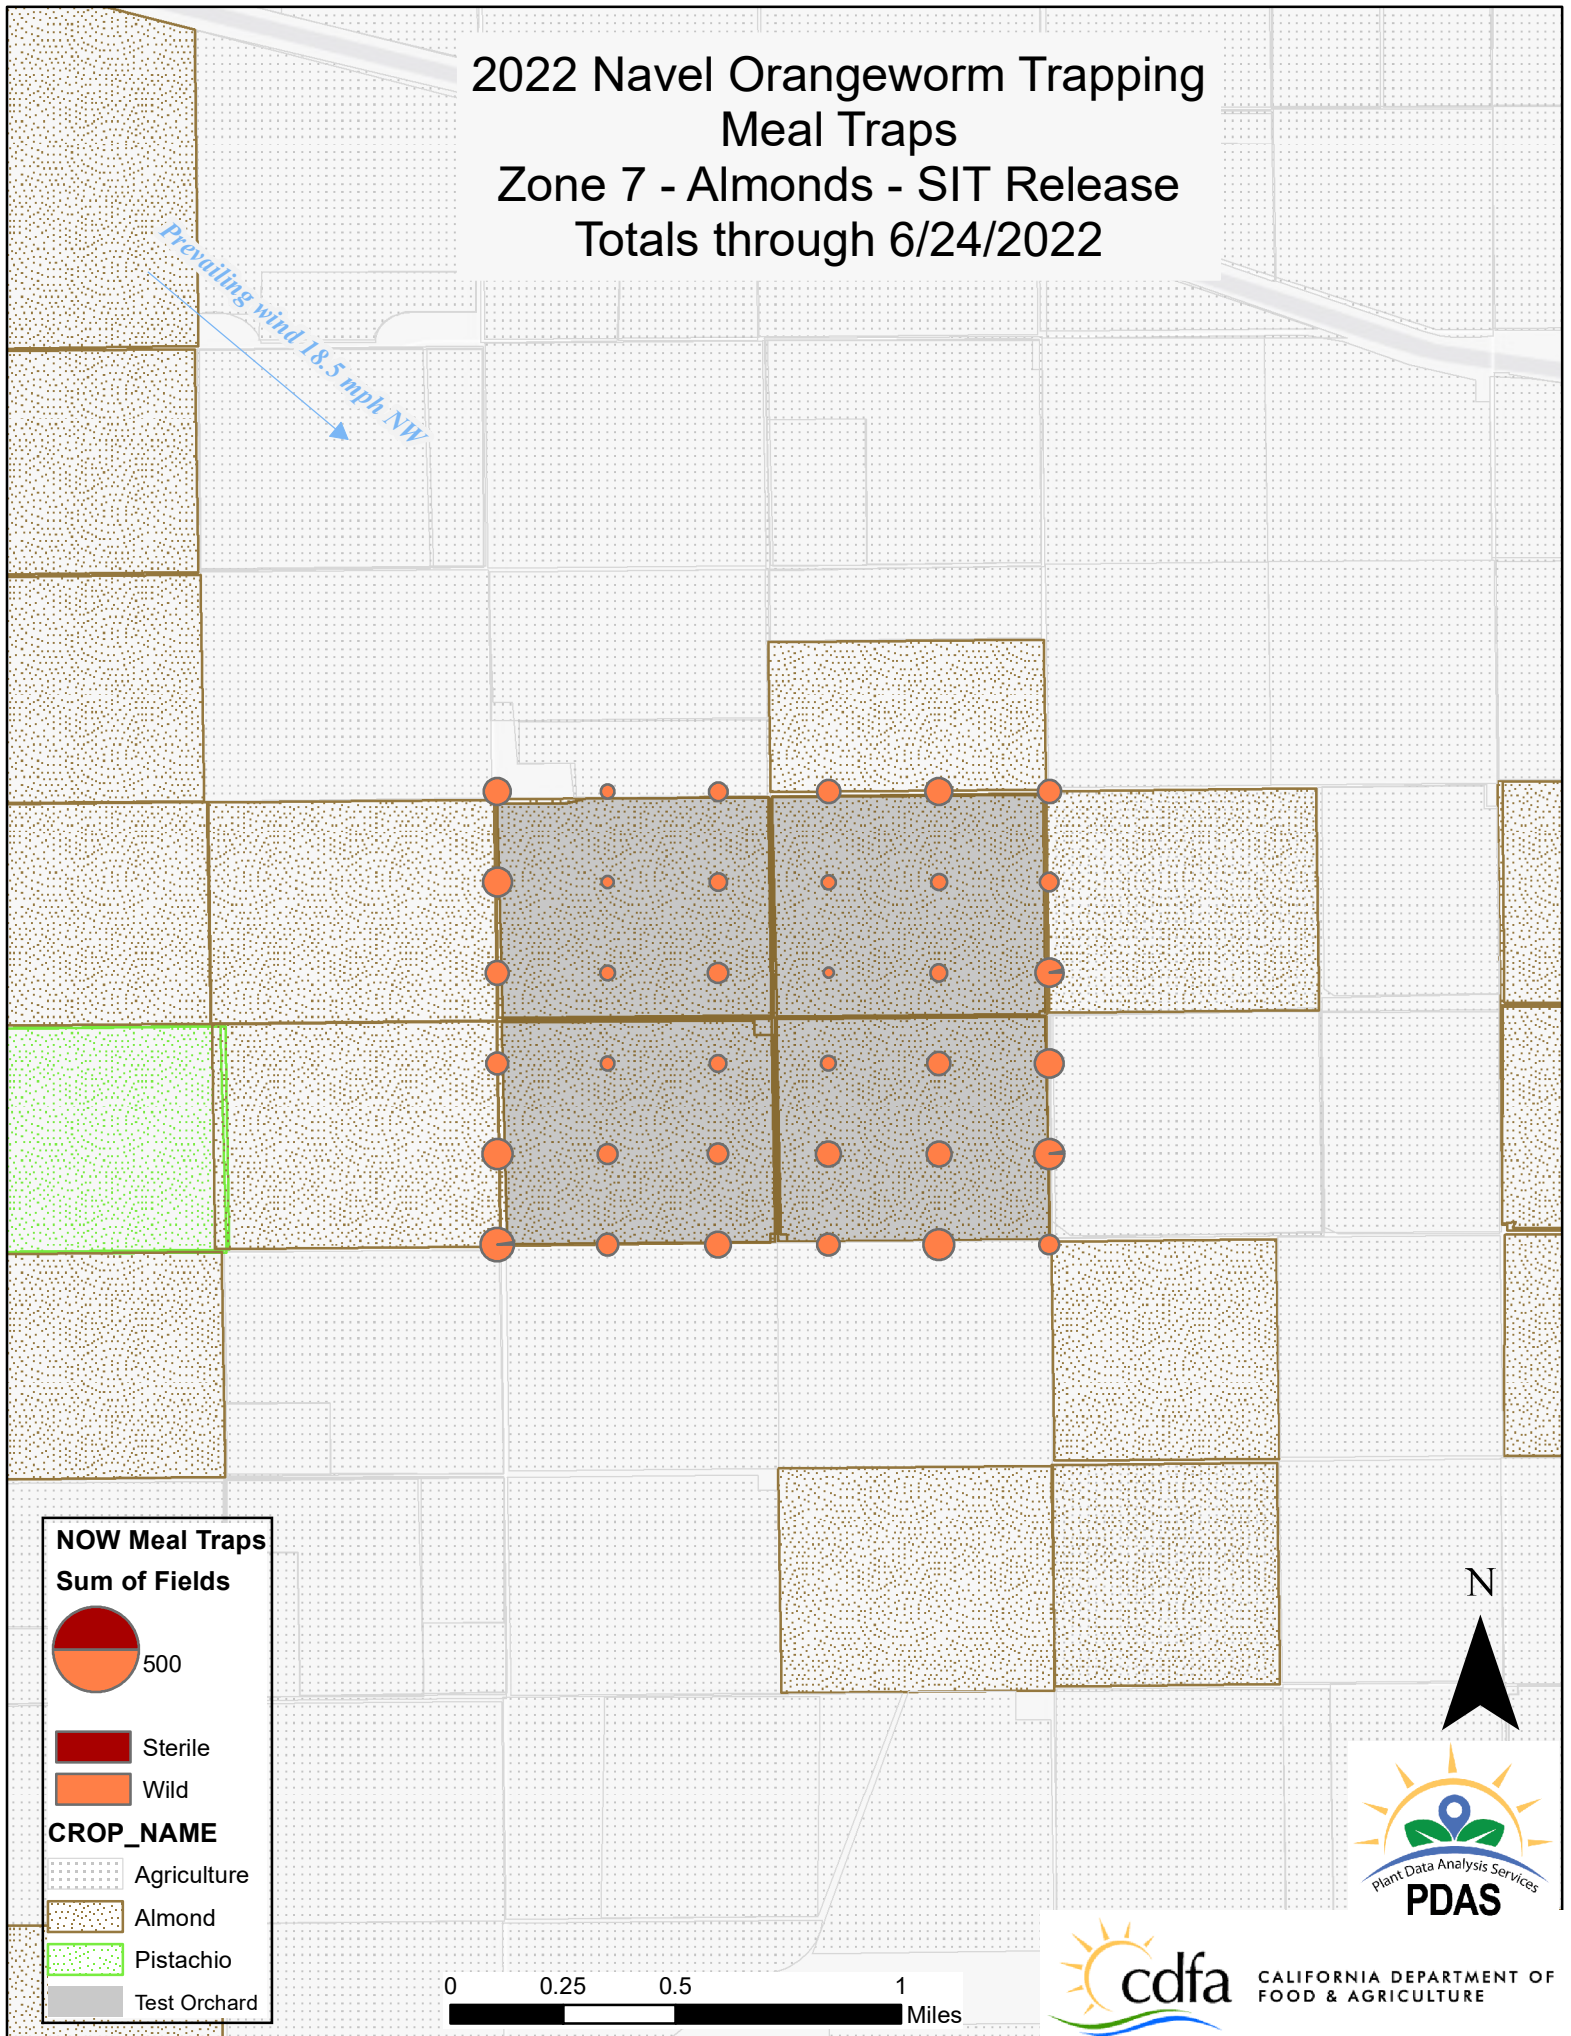 2022 Navel Orangeworm Trapping
Meal Traps
Zone 7 - Almonds - SIT Release
Totals through 6/24/2022
Prevailing wind 18.5 mph NW
NOW Meal Traps
Sum of Fields
500
Sterile
Wild
CROP_NAME
Agriculture
Almond
Pistachio
Test Orchard
0 0.25 0.5 1
Miles
N
Plant Data Analysis Services
PDAS
cdfa
CALIFORNIA DEPARTMENT OF
FOOD & AGRICULTURE